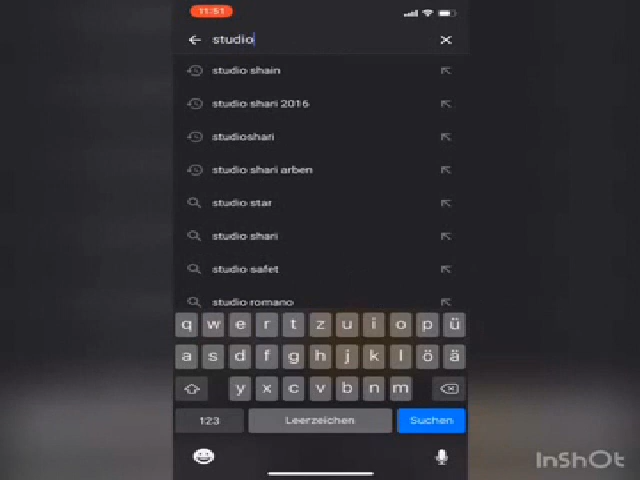 11:51
studio
studio shain
studio shari 2016
studioshari
studio shari arben
studio star
studio shari
studio safet
studio romano
q w e r t z u i o p ü
a s d f g h j k l ö ä
y x c v b n m
123 Leerzeichen Suchen
InShOt